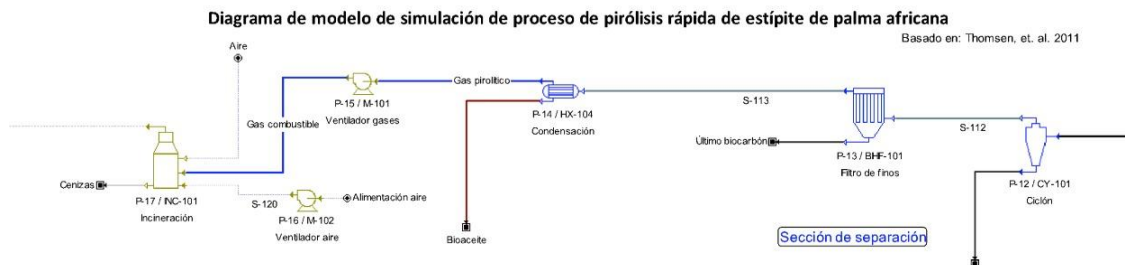 Diagrama de modelo de simulación de proceso de pirólisis rápida de estípite de palma africana
Basado en: Thomsen, et. al. 2011
Aire
P-15 / M-101
Ventilador gases
Gas pirolítico
P-14 / HX-104
Condensación
S-113
Gas combustible
Último biocarbón
P-13 / BHF-101
Filtro de finos
S-112
P-12 / CY-101
Ciclón
Cenizas
P-17 / INC-101
Incineración
S-120
P-16 / M-102
Ventilador aire
Alimentación aire
Bioaceite
Sección de separación